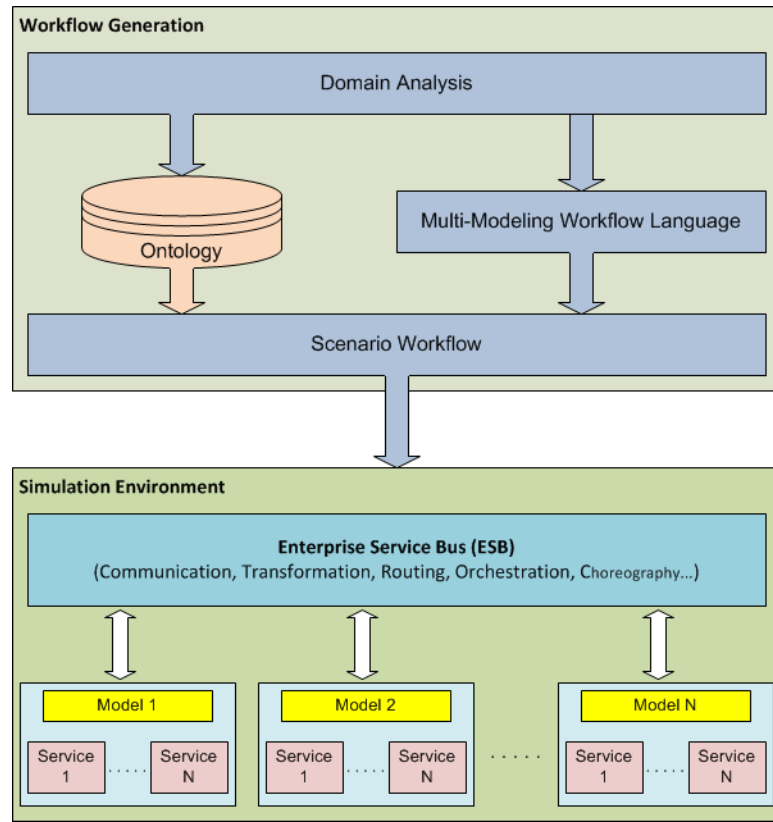 Workflow Generation
Domain Analysis
Ontology
Multi-Modeling Workflow Language
Scenario Workflow
Simulation Environment
Enterprise Service Bus (ESB)
(Communication, Transformation, Routing, Orchestration, Choreography...)
Model 1
Service
1
.....
Service
N
Model 2
Service
1
.....
Service
N
.....
Model N
Service
1
.....
Service
N